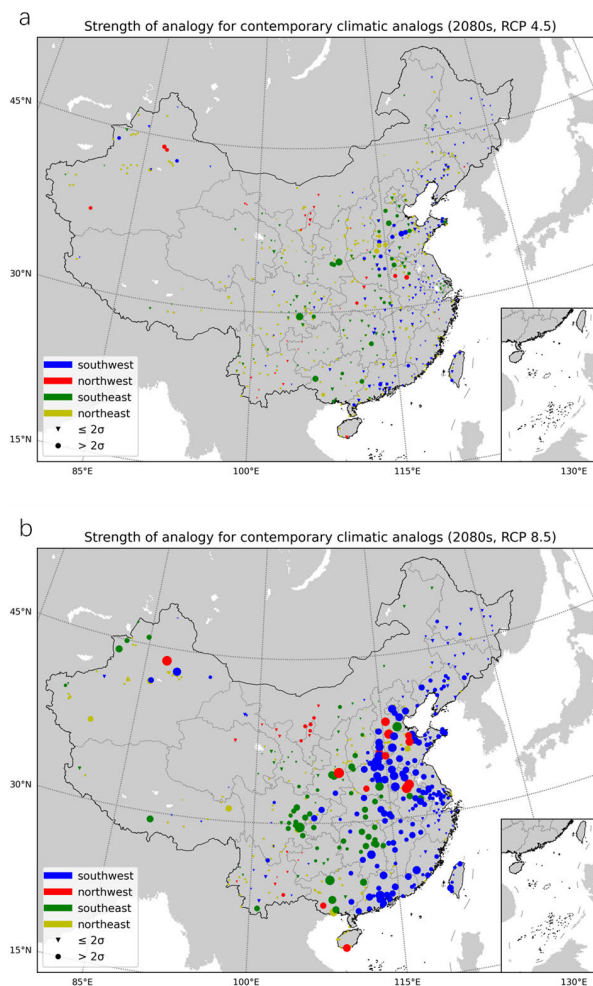 a
Strength of analogy for contemporary climatic analogs (2080s, RCP 4.5)
45°N
30°N
15°N
southwest
northwest
southeast
northeast
≤ 2σ
> 2σ
85°E
100°E
115°E
130°E
b
Strength of analogy for contemporary climatic analogs (2080s, RCP 8.5)
45°N
30°N
15°N
southwest
northwest
southeast
northeast
≤ 2σ
> 2σ
85°E
100°E
115°E
130°E